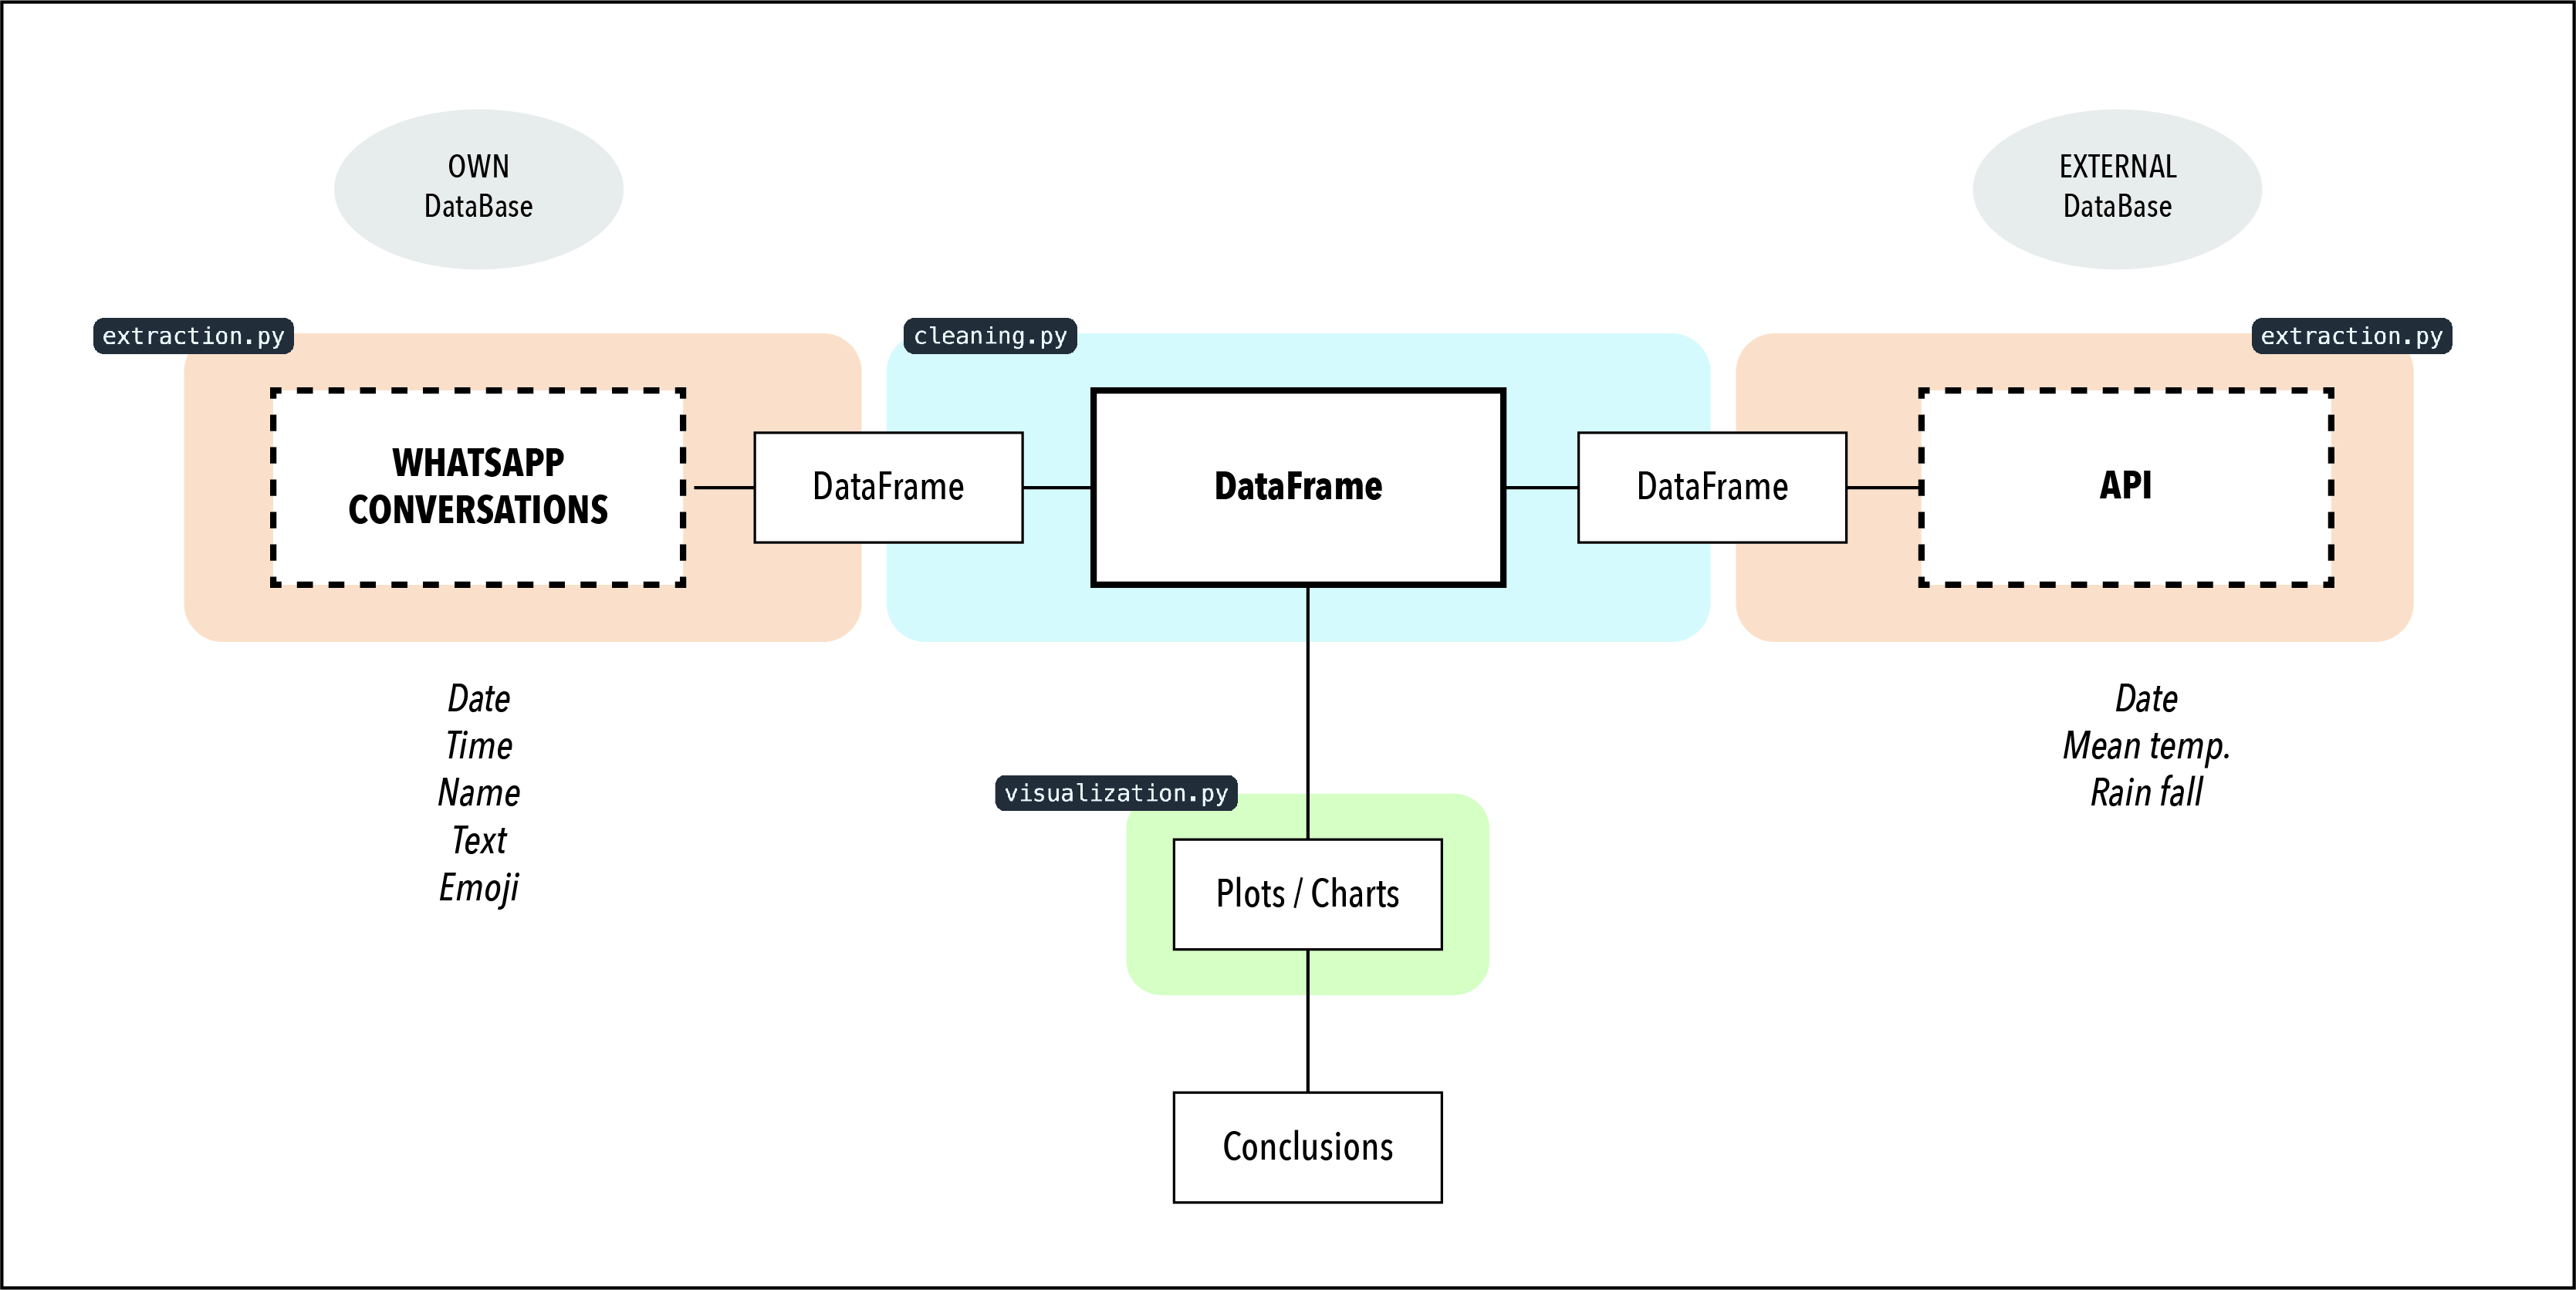 OWN
DataBase
EXTERNAL
DataBase
extraction.py
cleaning.py
extraction.py
WHATSAPP
CONVERSATIONS
DataFrame
DataFrame
DataFrame
API
Date
Time
Name
Text
Emoji
Date
Mean temp.
Rain fall
visualization.py
Plots / Charts
Conclusions